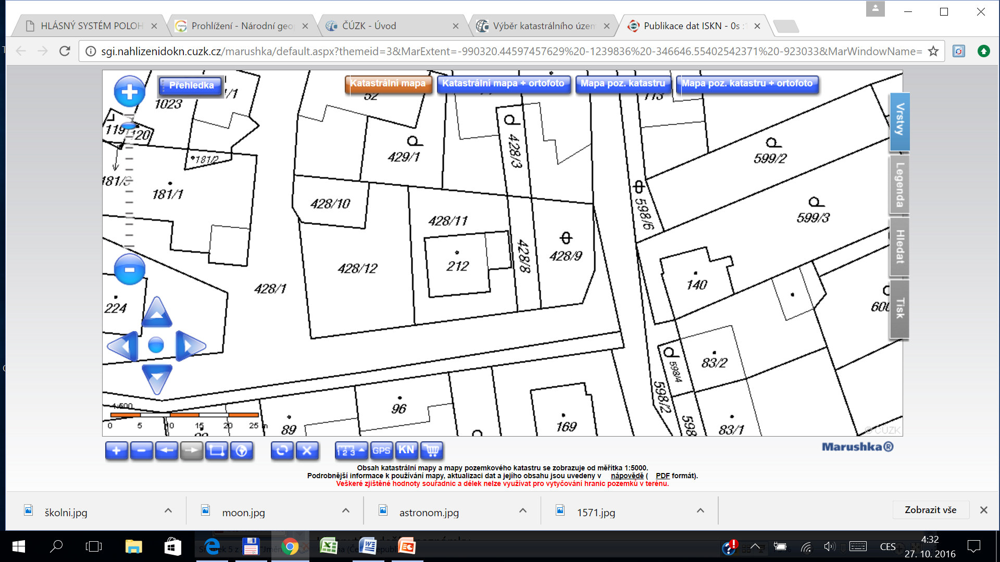 HLÁSNÝ SYSTÉM POLOH
Prohlížení - Národní geo
ČÚZK - Úvod
Výběr katastrálního územ
Publikace dat ISKN - 0s :
sgi.nahlizenidokn.cuzk.cz/marushka/default.aspx?themeid=3&MarExtent=-990320.44597457629%20-1239836%20-346646.55402542371%20-923033&MarWindowName=
Přehledka
Katastrální mapa
Katastrální mapa + ortofoto
Mapa poz. katastru
Mapa poz. katastru + ortofoto
Vrstvy
Legenda
Hledat
Tisk
1023
52
113
119
120
181/2
181/1
429/1
428/3
599/2
598/6
599/3
428/10
428/11
428/12
428/1
212
428/8
428/9
140
224
83/2
598/4
598/2
598
83/1
96
89
169
1:500
0 5 10 15 20 25 m
© ČÚZK
1 2 3
GPS
KN
Marushka®
Obsah katastrální mapy a mapy pozemkového katastru se zobrazuje od měřítka 1:5000.
Podrobnější informace k používání mapy, aktualizaci dat a jejího obsahu jsou uvedeny v nápovědě ( PDF formát).
Veškeré zjištěné hodnoty souřadnic a délek nelze využívat pro vytyčování hranic pozemků v terénu.
školni.jpg
moon.jpg
astronom.jpg
1571.jpg
Zobrazit vše
CES
4:32
27. 10. 2016